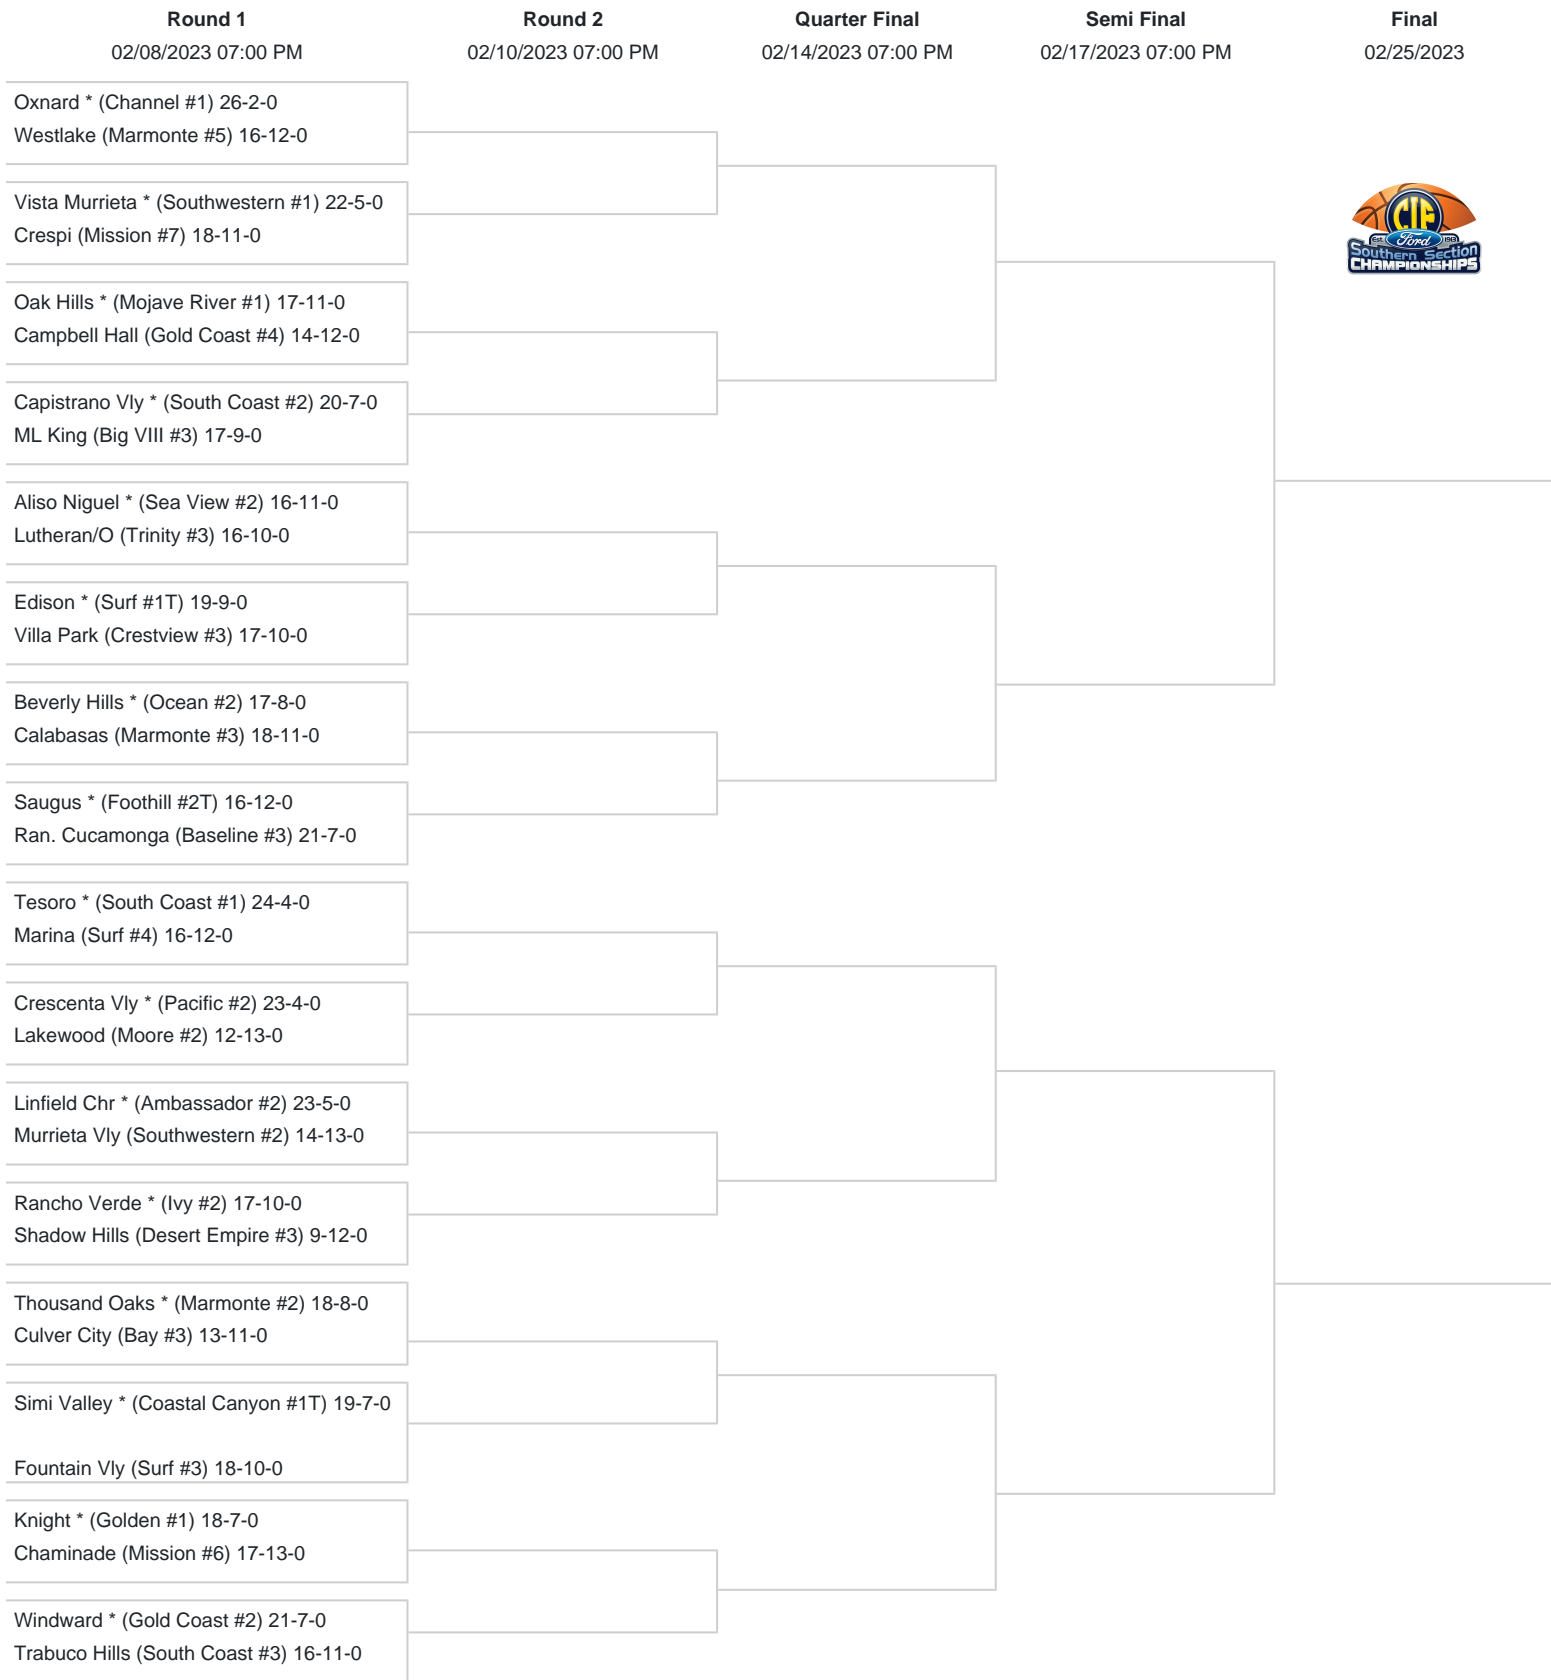 Round 1 Round 2 Quarter Final Semi Final Final
02/08/2023 07:00 PM 02/10/2023 07:00 PM 02/14/2023 07:00 PM 02/17/2023 07:00 PM 02/25/2023
Oxnard * (Channel #1) 26-2-0
Westlake (Marmonte #5) 16-12-0
Vista Murrieta * (Southwestern #1) 22-5-0
Crespi (Mission #7) 18-11-0
CIF
Est Ford 1913
Southern Section
CHAMPIONSHIPS
Oak Hills * (Mojave River #1) 17-11-0
Campbell Hall (Gold Coast #4) 14-12-0
Capistrano Vly * (South Coast #2) 20-7-0
ML King (Big VIII #3) 17-9-0
Aliso Niguel * (Sea View #2) 16-11-0
Lutheran/O (Trinity #3) 16-10-0
Edison * (Surf #1T) 19-9-0
Villa Park (Crestview #3) 17-10-0
Beverly Hills * (Ocean #2) 17-8-0
Calabasas (Marmonte #3) 18-11-0
Saugus * (Foothill #2T) 16-12-0
Ran. Cucamonga (Baseline #3) 21-7-0
Tesoro * (South Coast #1) 24-4-0
Marina (Surf #4) 16-12-0
Crescenta Vly * (Pacific #2) 23-4-0
Lakewood (Moore #2) 12-13-0
Linfield Chr * (Ambassador #2) 23-5-0
Murrieta Vly (Southwestern #2) 14-13-0
Rancho Verde * (Ivy #2) 17-10-0
Shadow Hills (Desert Empire #3) 9-12-0
Thousand Oaks * (Marmonte #2) 18-8-0
Culver City (Bay #3) 13-11-0
Simi Valley * (Coastal Canyon #1T) 19-7-0
Fountain Vly (Surf #3) 18-10-0
Knight * (Golden #1) 18-7-0
Chaminade (Mission #6) 17-13-0
Windward * (Gold Coast #2) 21-7-0
Trabuco Hills (South Coast #3) 16-11-0